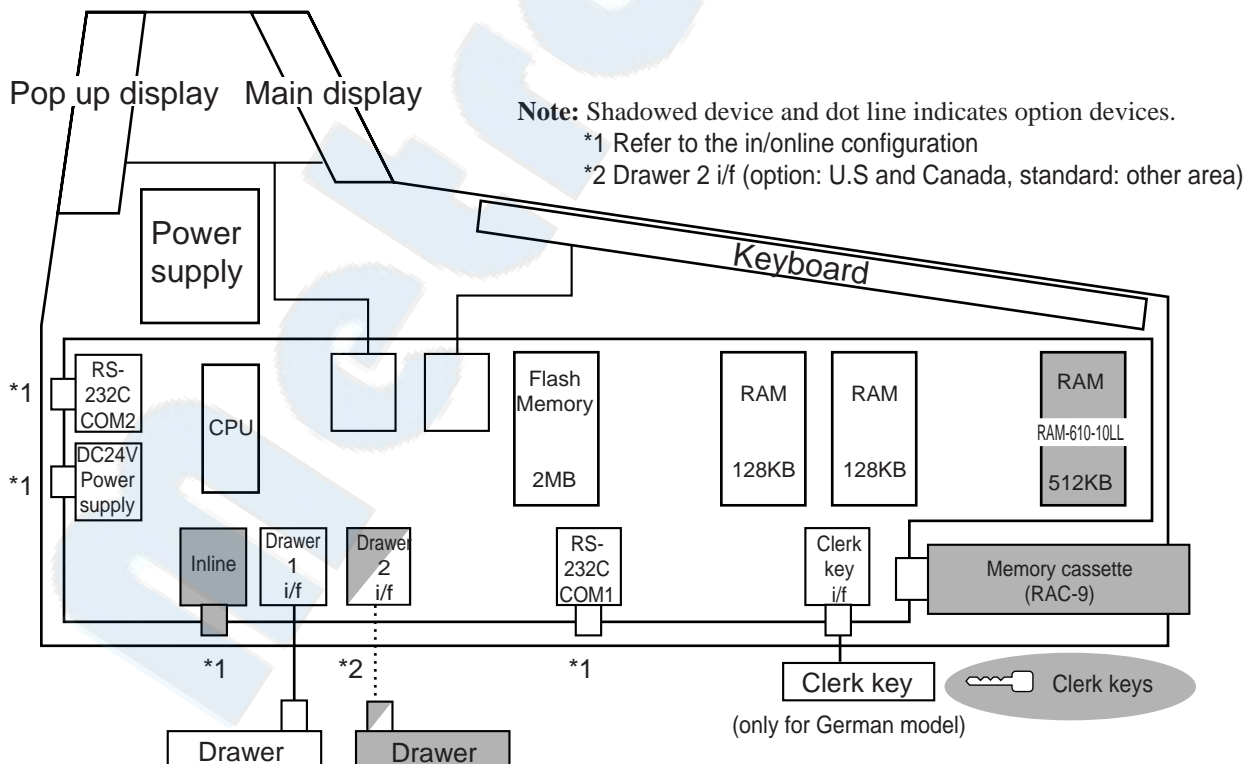 Pop up display
Main display
Note: Shadowed device and dot line indicates option devices.
*1 Refer to the in/online configuration
*2 Drawer 2 i/f (option: U.S and Canada, standard: other area)
Power
supply
Keyboard
*1
RS-
232C
COM2
*1
DC24V
Power
supply
CPU
Flash
Memory
2MB
RAM
128KB
RAM
128KB
RAM
RAM-610-10LL
512KB
Inline
Drawer
1
i/f
Drawer
2
i/f
RS-
232C
COM1
Clerk
key
i/f
Memory cassette
(RAC-9)
*1
*2
*1
Clerk key
Clerk keys
(only for German model)
Drawer
Drawer